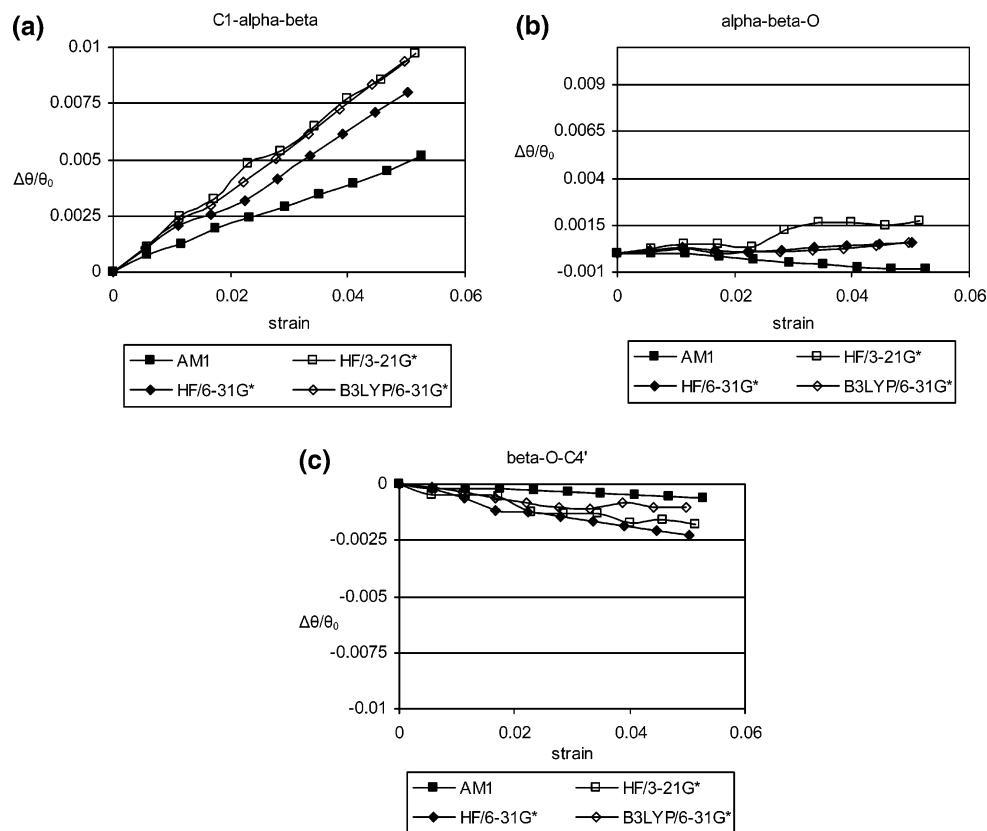 (a)
C1-alpha-beta
0.01
0.0075
0.005
0.0025
0
Δθ/θ₀
0 0.02 0.04 0.06
strain
AM1 HF/3-21G*
HF/6-31G* B3LYP/6-31G*
(b)
alpha-beta-O
0.009
0.0065
0.004
0.0015
-0.001
Δθ/θ₀
0 0.02 0.04 0.06
strain
AM1 HF/3-21G*
HF/6-31G* B3LYP/6-31G*
(c)
beta-O-C4'
0
-0.0025
-0.005
-0.0075
-0.01
Δθ/θ₀
0 0.02 0.04 0.06
strain
AM1 HF/3-21G*
HF/6-31G* B3LYP/6-31G*